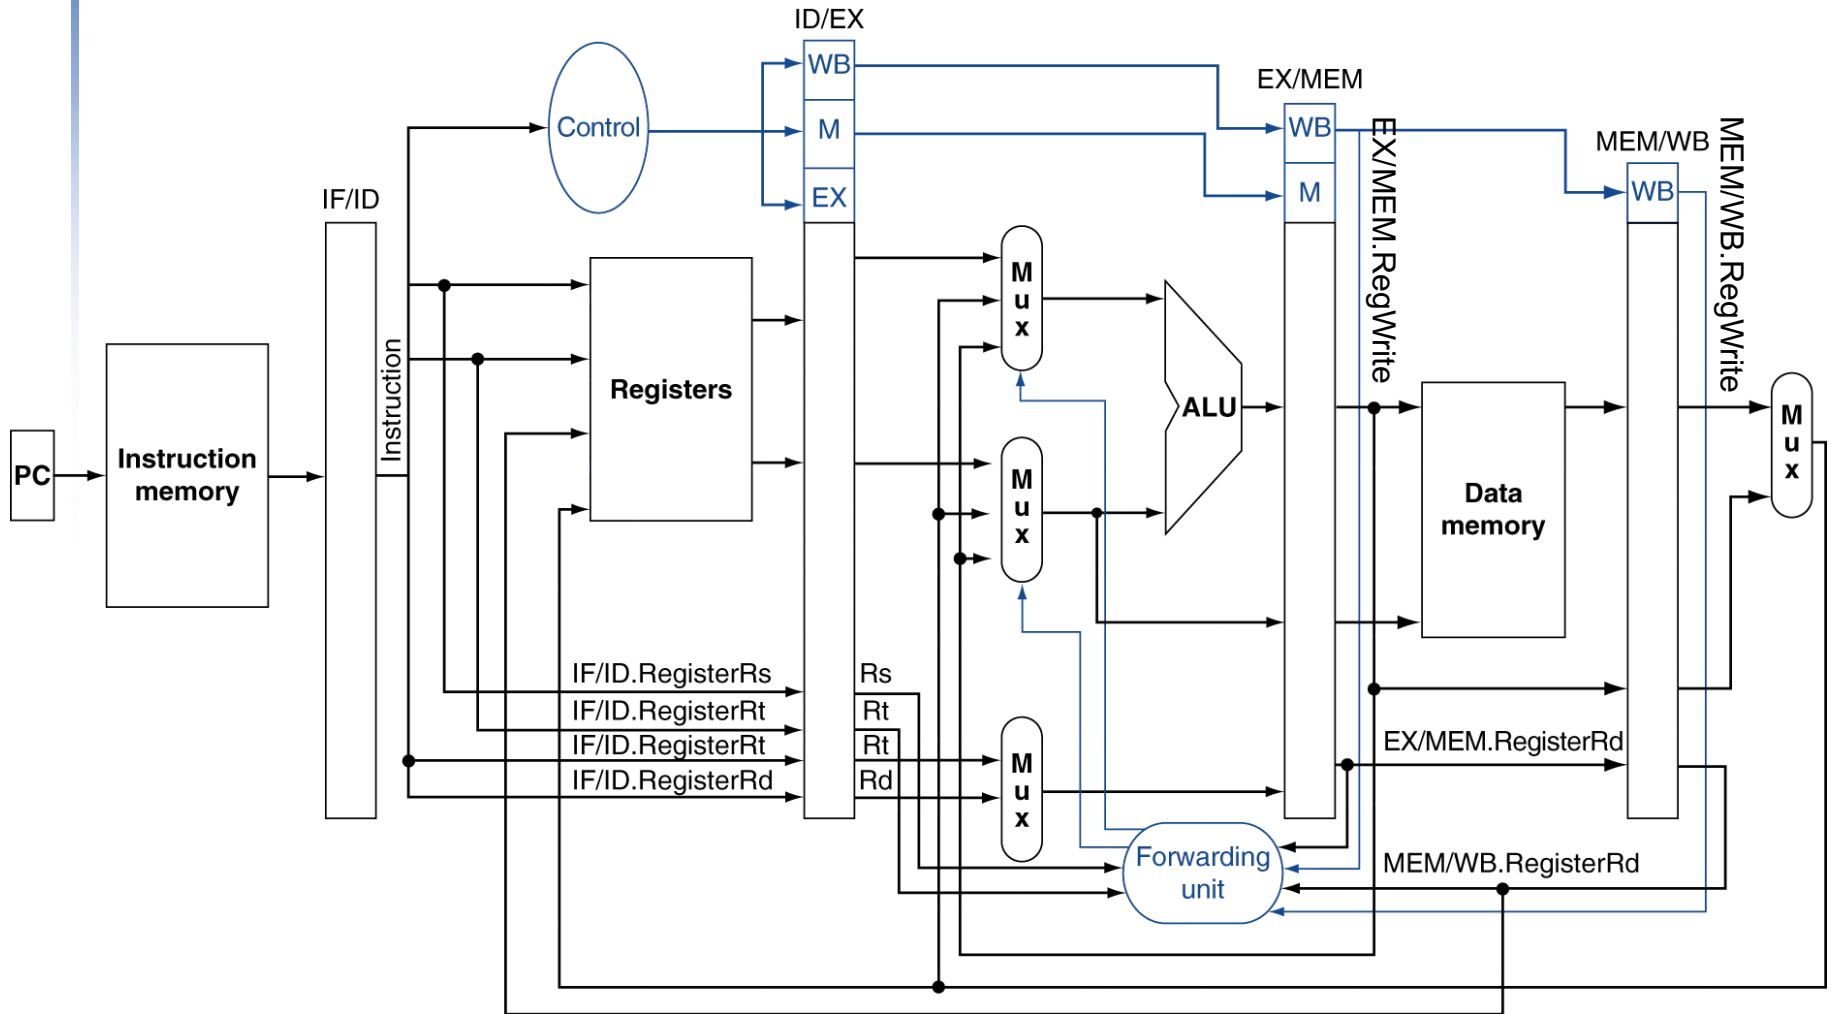 ID/EX
WB
M
EX
Control
EX/MEM
WB
M
EX/MEM.RegWrite
MEM/WB
WB
MEM/WB.RegWrite
IF/ID
Instruction
PC
Instruction
memory
Registers
M
u
x
M
u
x
ALU
Data
memory
M
u
x
IF/ID.RegisterRs
Rs
IF/ID.RegisterRt
Rt
IF/ID.RegisterRt
Rt
IF/ID.RegisterRd
Rd
M
u
x
EX/MEM.RegisterRd
Forwarding
unit
MEM/WB.RegisterRd